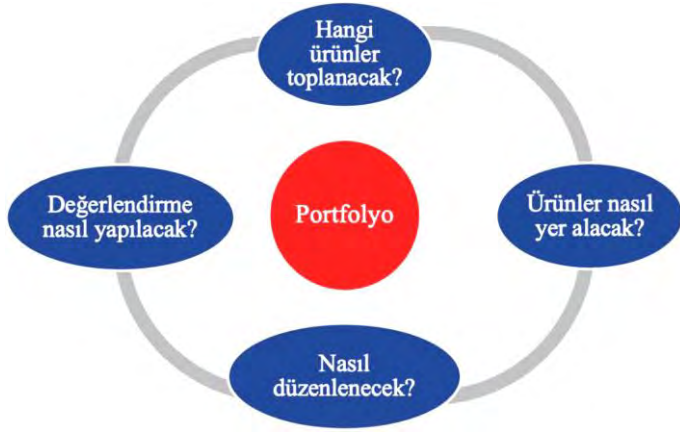 Hangi
ürünler
toplanacak?
Değerlendirme
nasıl yapılacak?
Portfolyo
Ürünler nasıl
yer alacak?
Nasıl
düzenlenecek?